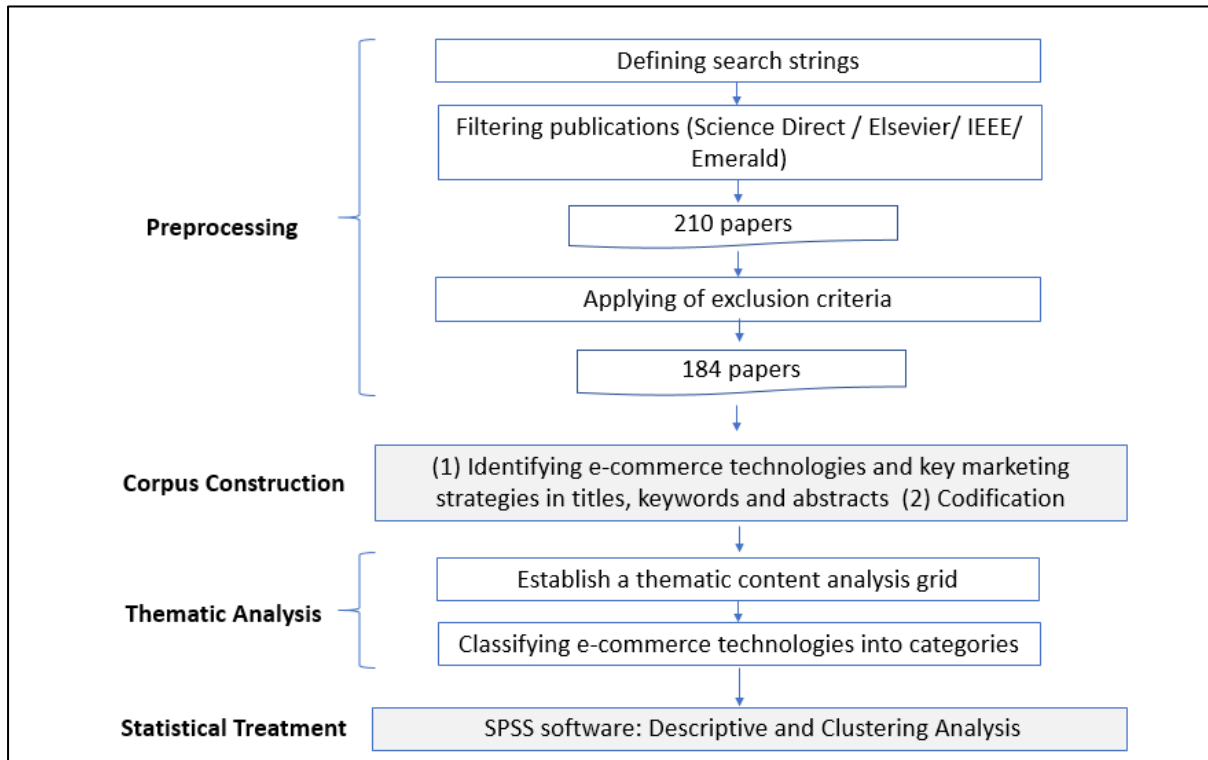 Defining search strings
Filtering publications (Science Direct / Elsevier/ IEEE/
Emerald)
Preprocessing
210 papers
Applying of exclusion criteria
184 papers
Corpus Construction
(1) Identifying e-commerce technologies and key marketing
strategies in titles, keywords and abstracts (2) Codification
Thematic Analysis
Establish a thematic content analysis grid
Classifying e-commerce technologies into categories
Statistical Treatment
SPSS software: Descriptive and Clustering Analysis